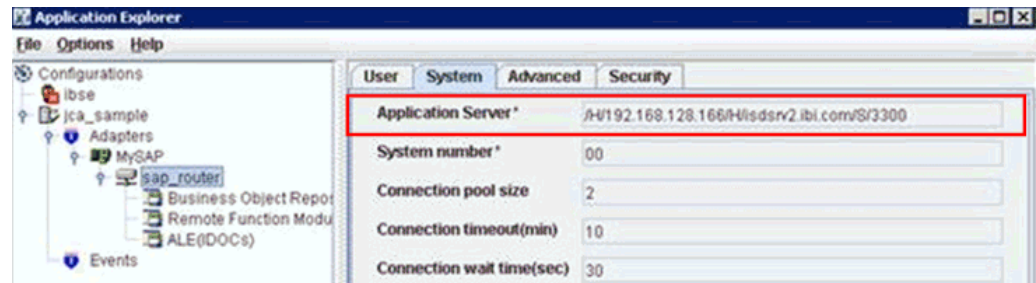 Application Explorer
File Options Help
Configurations
ibse
jca_sample
Adapters
MySAP
sap_router
Business Object Repos
Remote Function Modu
ALE(IDOCs)
Events
User System Advanced Security
Application Server* /H/192.168.128.166/H/isdsrv2.ibi.com/S/3300
System number* 00
Connection pool size 2
Connection timeout(min) 10
Connection wait time(sec) 30